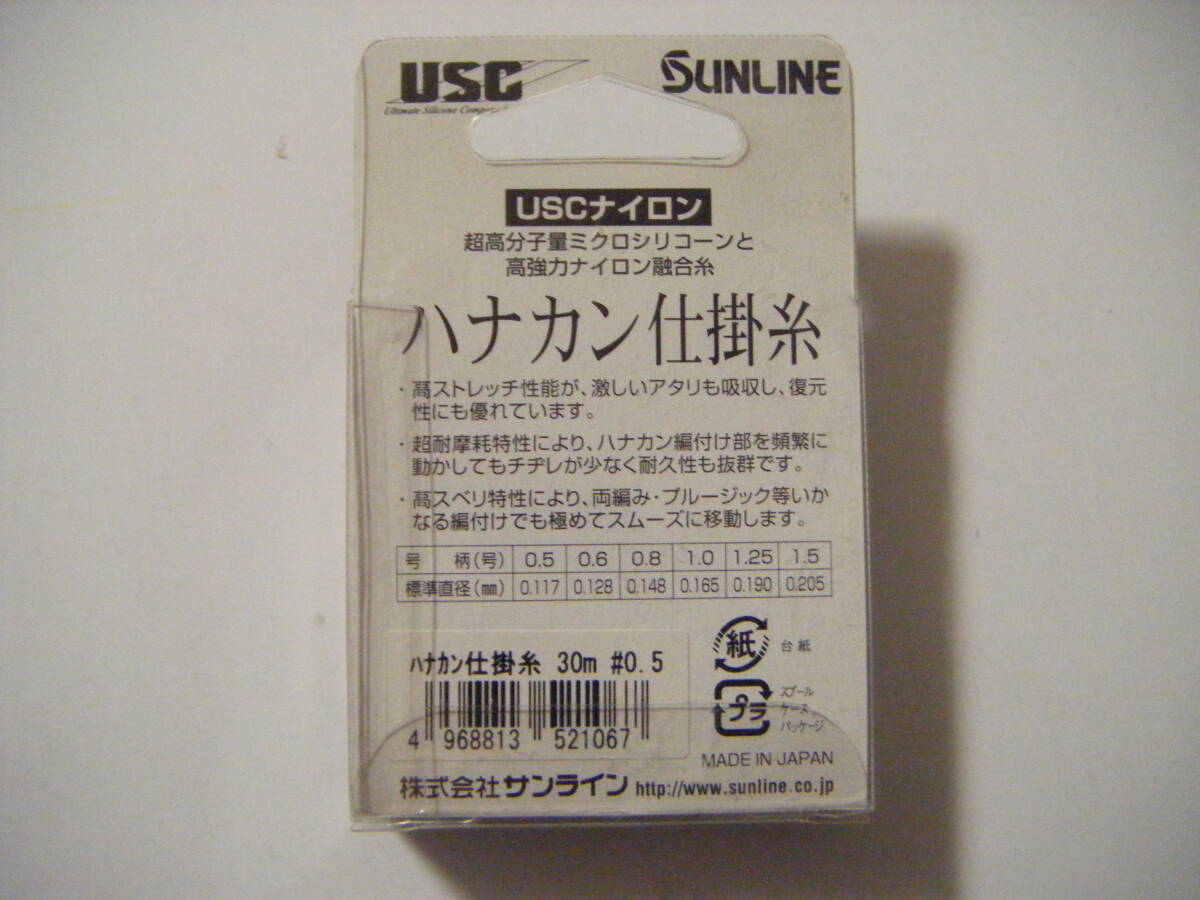 USC
SUNLINE
Ultimate Silicone
USCナイロン
超高分子量ミクロシリコーンと
高強力ナイロン融合糸
ハナカン仕掛糸
・高ストレッチ性能が、激しいアタリも吸収し、復元
性にも優れています。
・超耐摩耗特性により、ハナカン編付け部を頻繁に
動かしてもチヂレが少なく耐久性も抜群です。
・高スベリ特性により、両編み・ブルージック等いか
なる編付けでも極めてスムーズに移動します。
号 柄(号) 0.5 0.6 0.8 1.0 1.25 1.5
標準直径(㎜) 0.117 0.128 0.148 0.165 0.190 0.205
紙 台紙
ハナカン仕掛糸 30m #0.5
プラ スプール
ケース
パッケージ
4 968813 521067
MADE IN JAPAN
株式会社サンライン http://www.sunline.co.jp